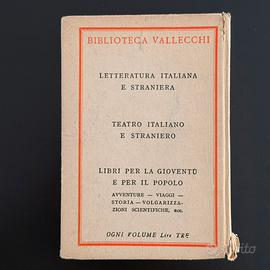 BIBLIOTECA VALLECCHI
LETTERATURA ITALIANA
E STRANIERA
TEATRO ITALIANO
E STRANIERO
LIBRI PER LA GIOVENTÙ
E PER IL POPOLO
AVVENTURE — VIAGGI —
STORIA — VOLGARIZZA-
ZIONI SCIENTIFICHE, ecc.
OGNI VOLUME Lire TRE
subito